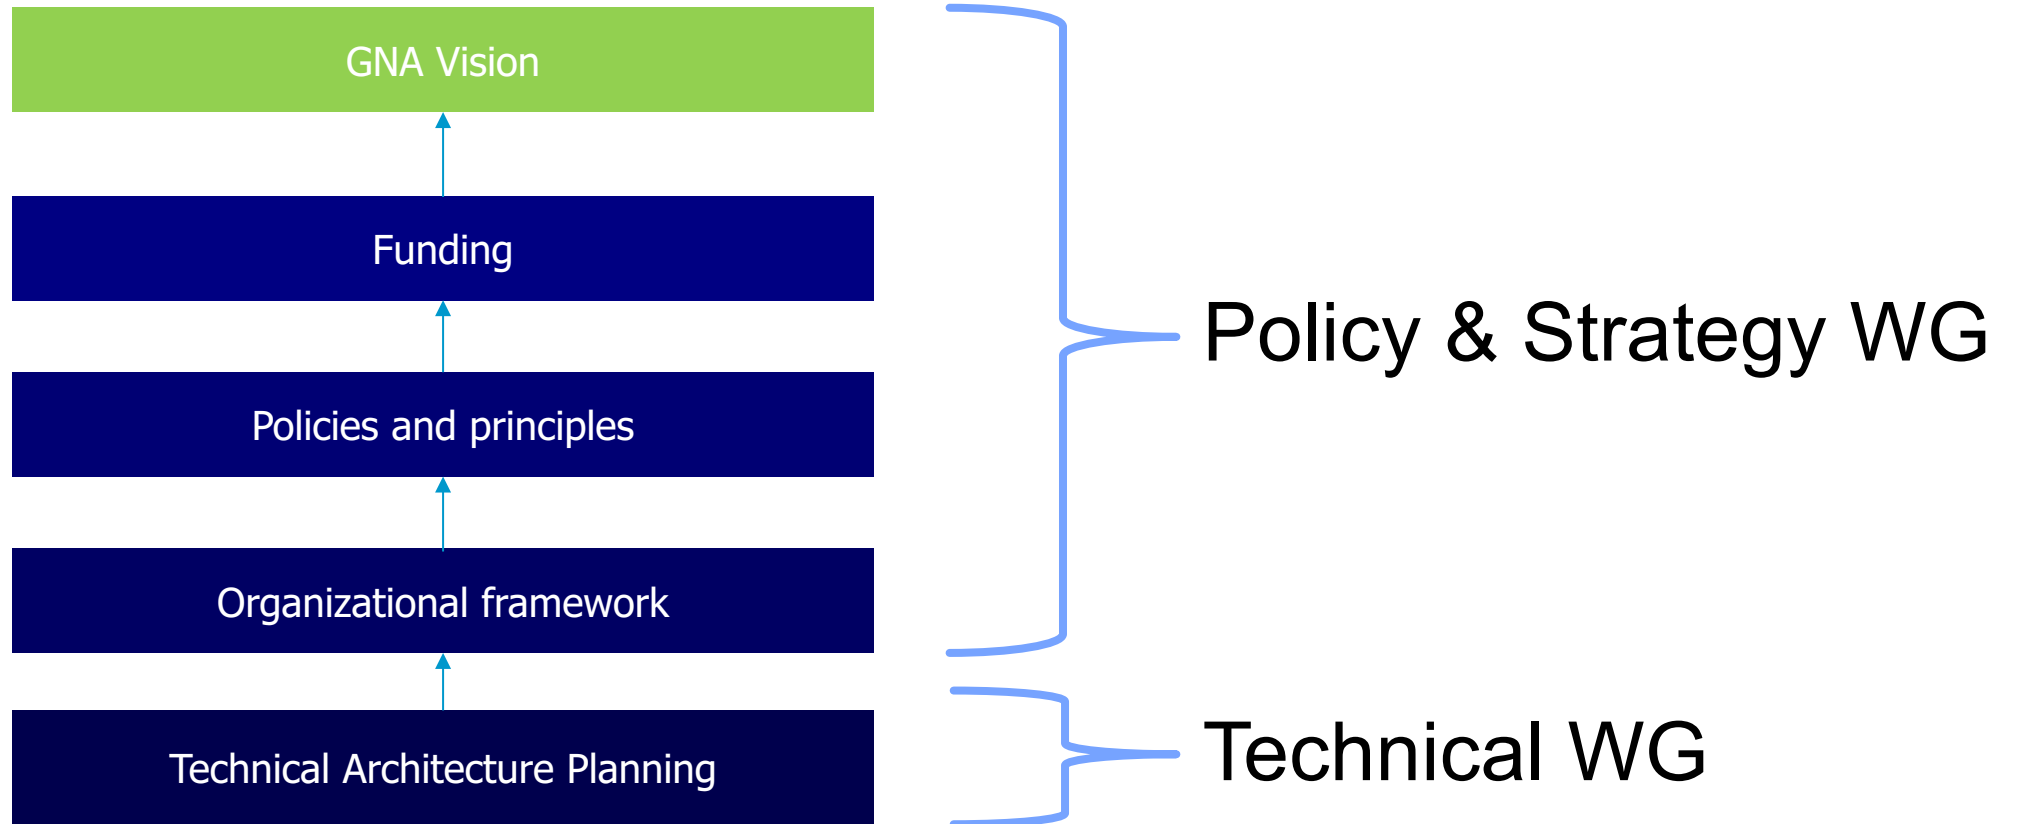 GNA Vision
Funding
Policies and principles
Organizational framework
Technical Architecture Planning
Policy & Strategy WG
Technical WG